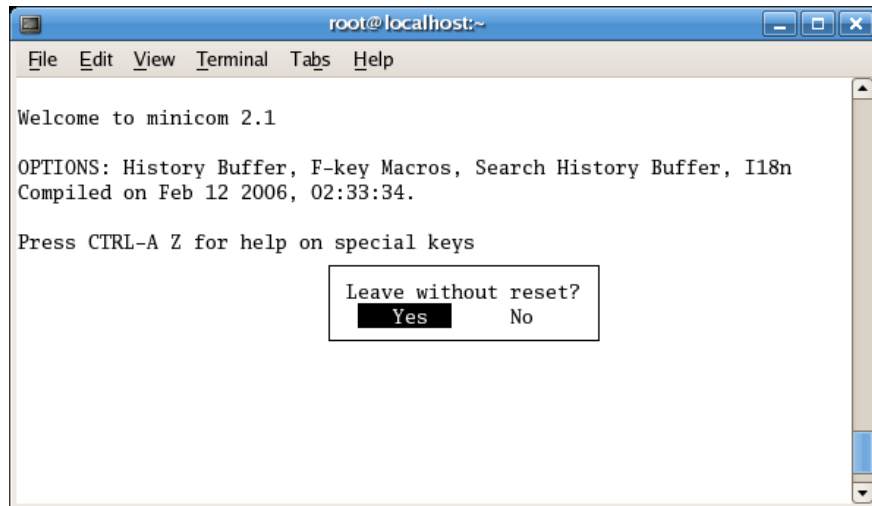 root@localhost:~
File Edit View Terminal Tabs Help
Welcome to minicom 2.1
OPTIONS: History Buffer, F-key Macros, Search History Buffer, I18n
Compiled on Feb 12 2006, 02:33:34.
Press CTRL-A Z for help on special keys
Leave without reset?
Yes No